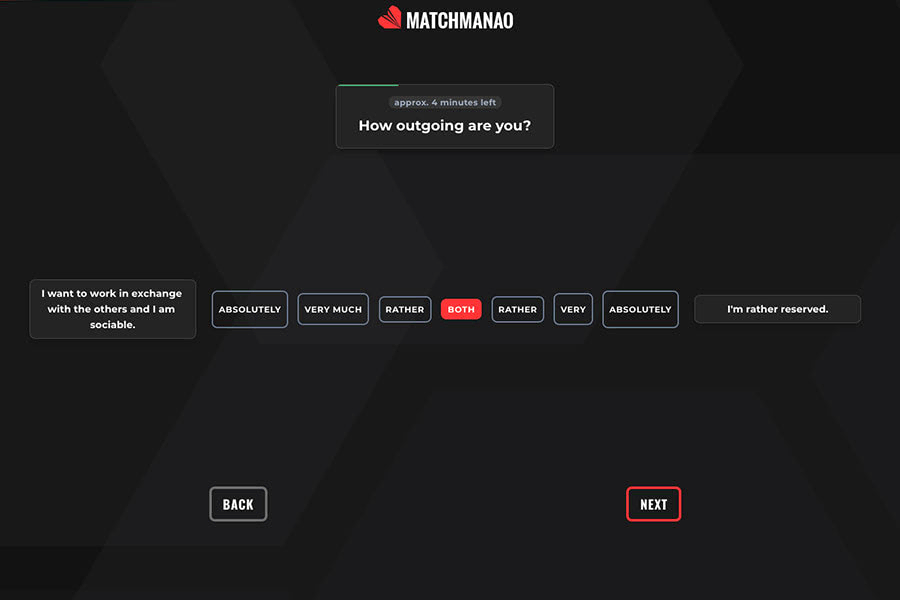 MATCHMANAO
approx. 4 minutes left
How outgoing are you?
I want to work in exchange
with the others and I am
sociable.
ABSOLUTELY
VERY MUCH
RATHER
BOTH
RATHER
VERY
ABSOLUTELY
I'm rather reserved.
BACK
NEXT